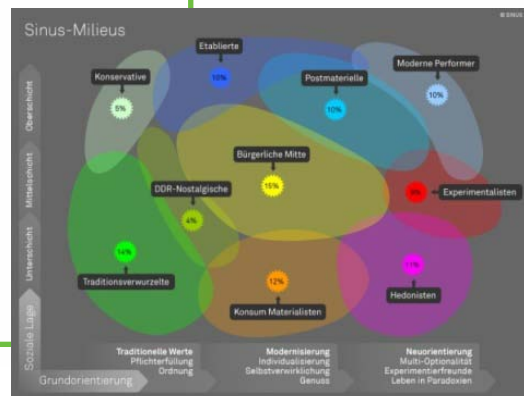 © SINUS
Sinus-Milieus
Etablierte
10%
Konservative
5%
Postmaterielle
10%
Moderne Performer
10%
Bürgerliche Mitte
15%
DDR-Nostalgische
4%
Experimentalisten
Traditionsverwurzelte
14%
Konsum Materialisten
12%
Hedonisten
11%
Oberschicht
Mittelschicht
Unterschicht
Soziale Lage
Traditionelle Werte
Pflichterfüllung
Ordnung
Modernisierung
Individualisierung
Selbstverwirklichung
Genuss
Neuorientierung
Multi-Optionalität
Experimentierfreunde
Leben in Paradoxien
Grundorientierung